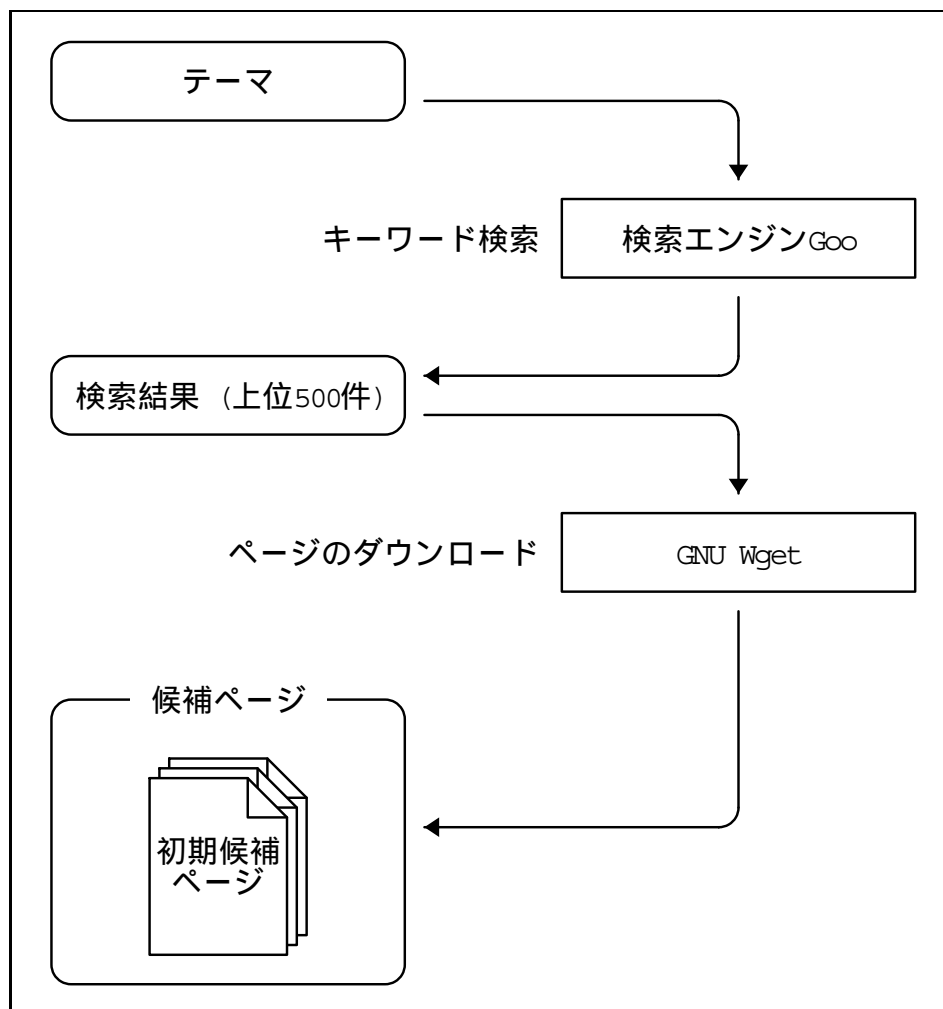 テーマ
キーワード検索
検索エンジンGoo
検索結果 (上位500件)
ページのダウンロード
GNU Wget
候補ページ
初期候補
ページ